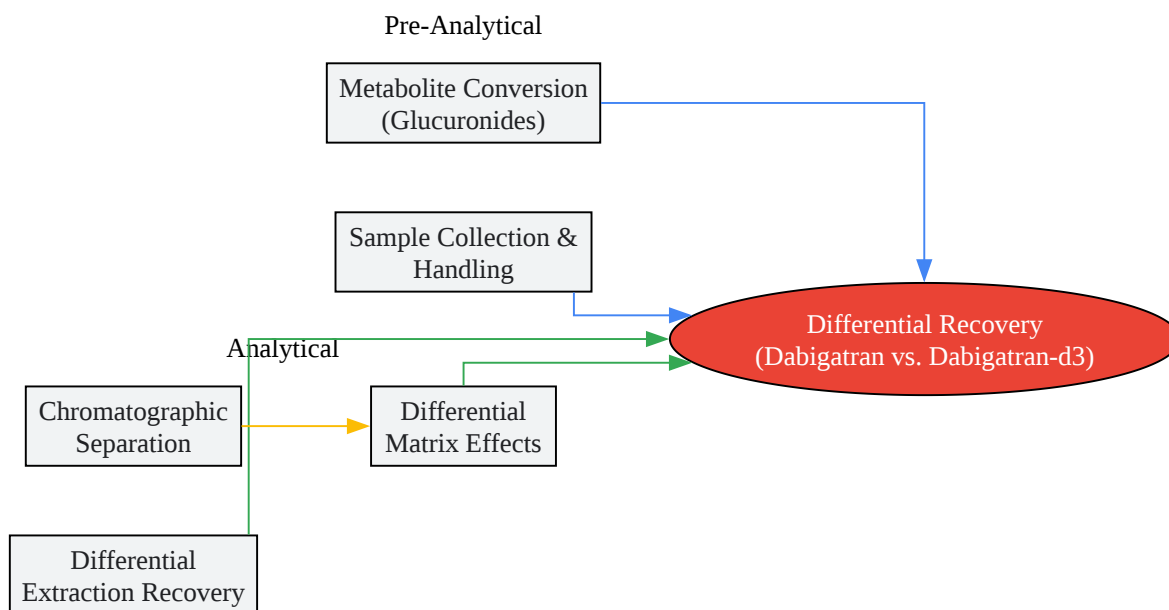 Pre-Analytical
Metabolite Conversion
(Glucuronides)
Sample Collection &
Handling
Differential Recovery
(Dabigatran vs. Dabigatran-d3)
Analytical
Chromatographic
Separation
Differential
Matrix Effects
Differential
Extraction Recovery